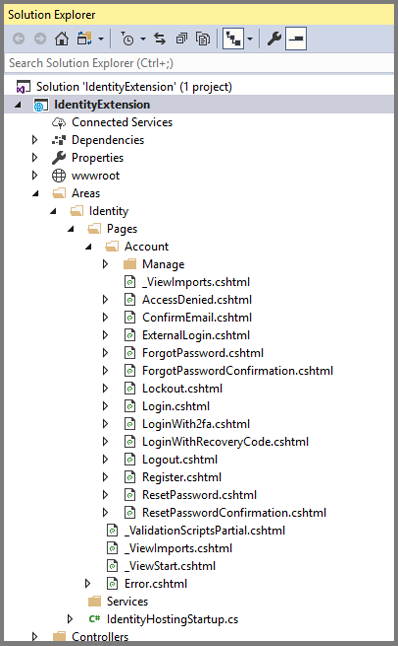 Solution Explorer
Search Solution Explorer (Ctrl+;)
Solution 'IdentityExtension' (1 project)
IdentityExtension
Connected Services
Dependencies
Properties
wwwroot
Areas
Identity
Pages
Account
Manage
_ViewImports.cshtml
AccessDenied.cshtml
ConfirmEmail.cshtml
ExternalLogin.cshtml
ForgotPassword.cshtml
ForgotPasswordConfirmation.cshtml
Lockout.cshtml
Login.cshtml
LoginWith2fa.cshtml
LoginWithRecoveryCode.cshtml
Logout.cshtml
Register.cshtml
ResetPassword.cshtml
ResetPasswordConfirmation.cshtml
_ValidationScriptsPartial.cshtml
_ViewImports.cshtml
_ViewStart.cshtml
Error.cshtml
Services
C# IdentityHostingStartup.cs
Controllers